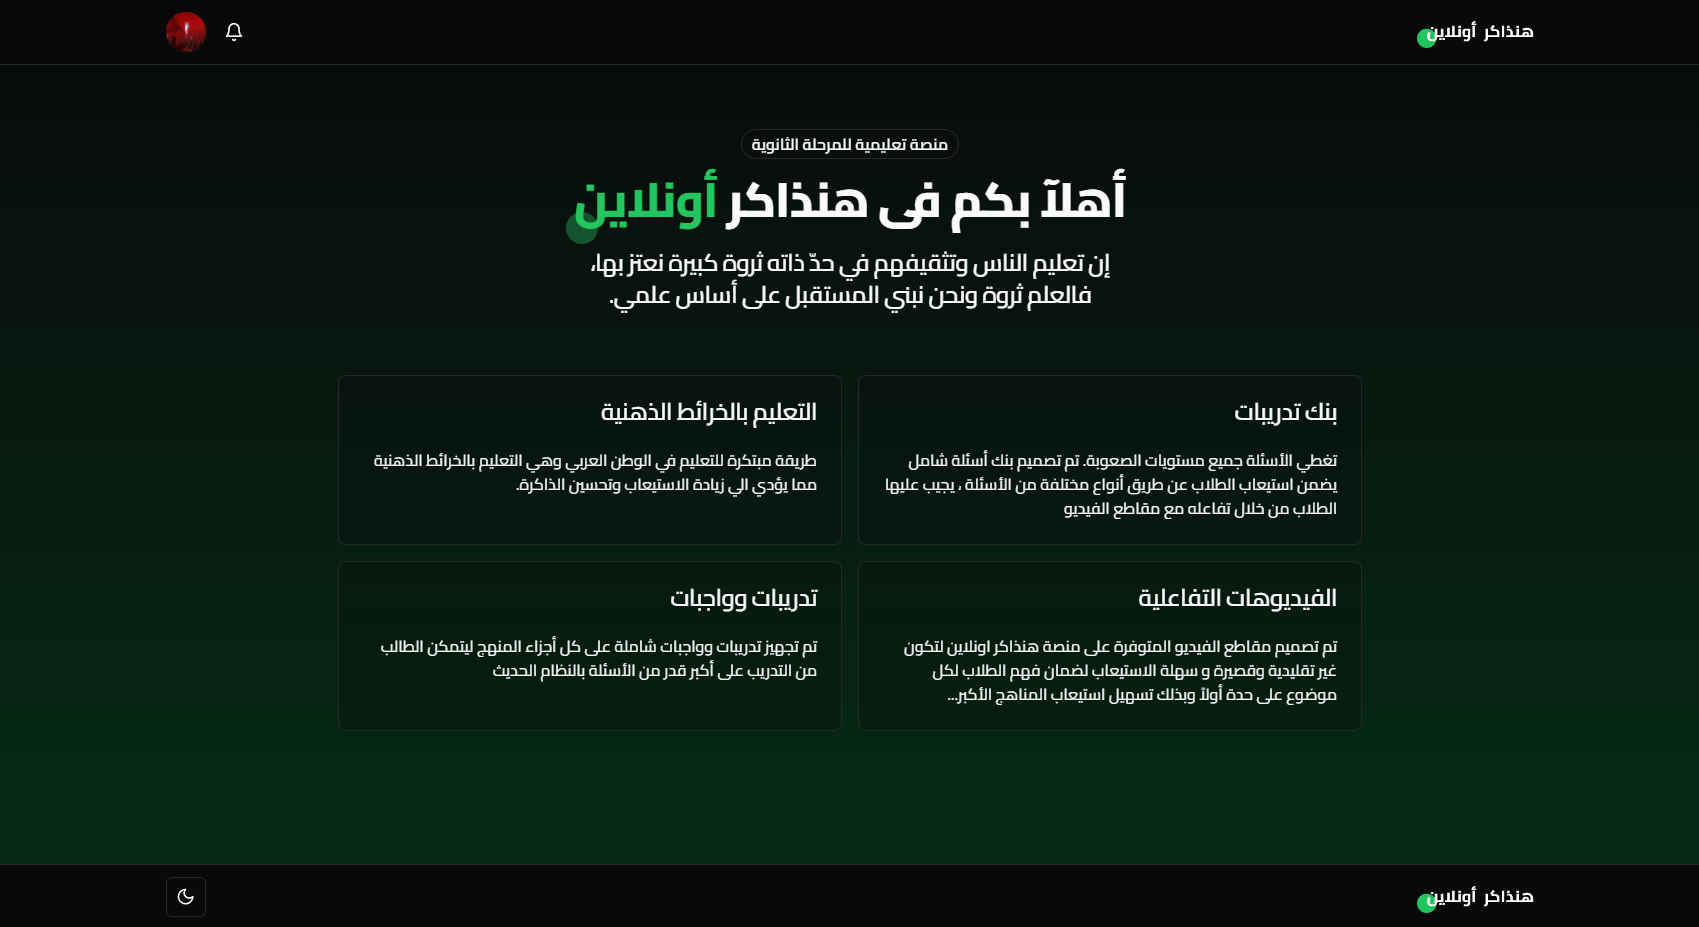 هنذاكر أونلاين
منصة تعليمية للمرحلة الثانوية
أهلآ بكم فى هنذاكر أونلاين
إن تعليم الناس وتثقيفهم في حدّ ذاته ثروة كبيرة نعتز بها،
فالعلم ثروة ونحن نبني المستقبل على أساس علمي.
بنك تدريبات
تغطي الأسئلة جميع مستويات الصعوبة. تم تصميم بنك أسئلة شامل
يضمن استيعاب الطلاب عن طريق أنواع مختلفة من الأسئلة ، يجيب عليها
الطلاب من خلال تفاعله مع مقاطع الفيديو
التعليم بالخرائط الذهنية
طريقة مبتكرة للتعليم في الوطن العربي وهي التعليم بالخرائط الذهنية
مما يؤدي الي زيادة الاستيعاب وتحسين الذاكرة.
الفيديوهات التفاعلية
تم تصميم مقاطع الفيديو المتوفرة على منصة هنذاكر اونلاين لتكون
غير تقليدية وقصيرة و سهلة الاستيعاب لضمان فهم الطلاب لكل
موضوع على حدة أولاً وبذلك تسهيل استيعاب المناهج الأكبر...
تدريبات وواجبات
تم تجهيز تدريبات وواجبات شاملة على كل أجزاء المنهج ليتمكن الطالب
من التدريب على أكبر قدر من الأسئلة بالنظام الحديث
هنذاكر أونلاين